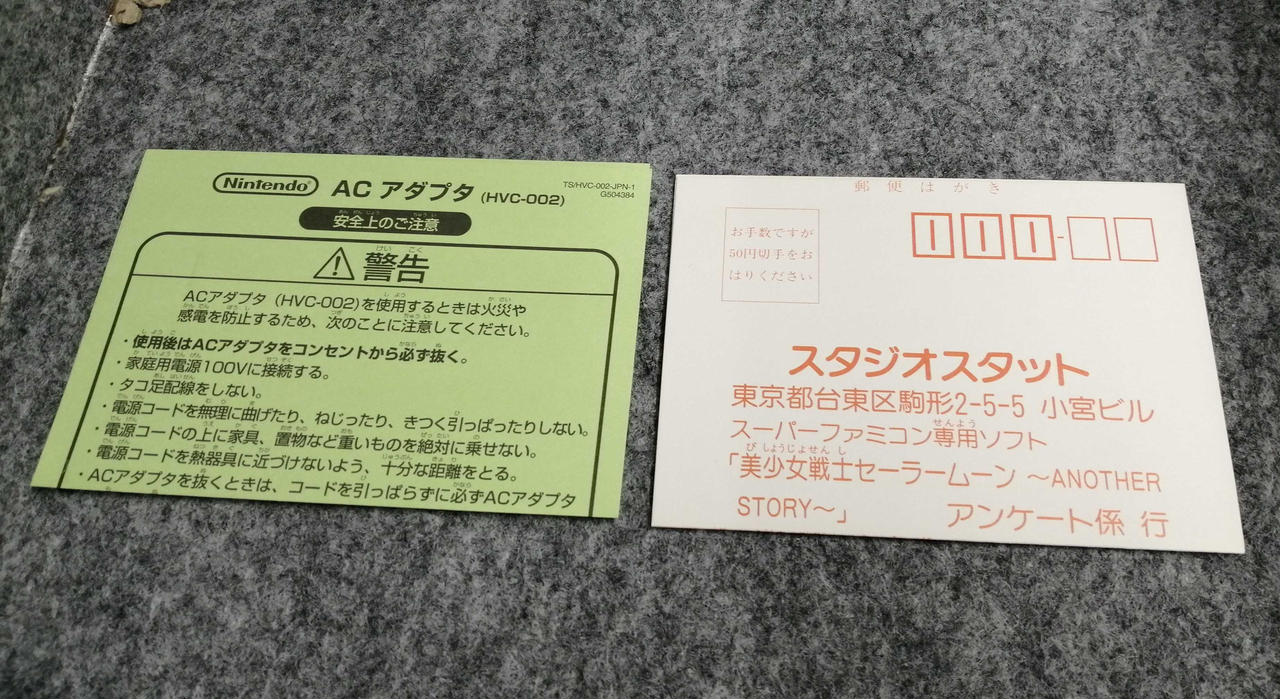 Nintendo ACアダプタ (HVC-002)
TS/HVC-002-JPN-1
G504384
安全上のご注意
警告
ACアダプタ(HVC-002)を使用するときは火災や
感電を防止するため、次のことに注意してください。
・使用後はACアダプタをコンセントから必ず抜く。
・家庭用電源100Vに接続する。
・タコ足配線をしない。
・電源コードを無理に曲げたり、ねじったり、きつく引っぱったりしない。
・電源コードの上に家具、置物など重いものを絶対に乗せない。
・電源コードを熱器具に近づけないよう、十分な距離をとる。
・ACアダプタを抜くときは、コードを引っぱらずに必ずACアダプタ
郵便はがき
お手数ですが
50円切手をお
はりください
000-
スタジオスタット
東京都台東区駒形2-5-5 小宮ビル
スーパーファミコン専用ソフト
「美少女戦士セーラームーン ～ANOTHER
STORY～」 アンケート係 行